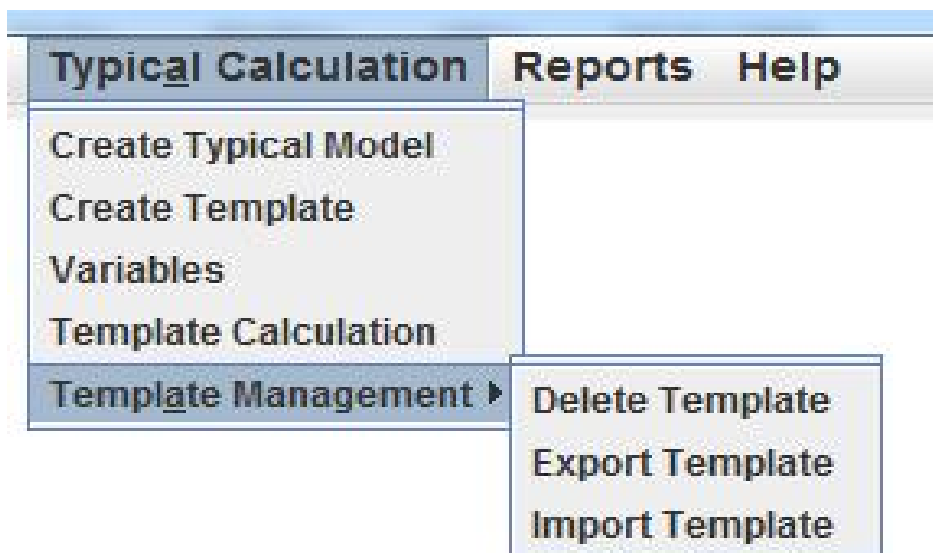 Typical Calculation Reports Help
Create Typical Model
Create Template
Variables
Template Calculation
Template Management
Delete Template
Export Template
Import Template